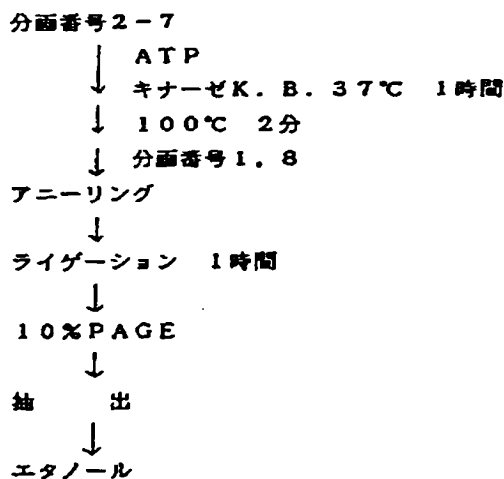 分画番号2-7
ATP
キナーゼK.B.37℃ 1時間
100℃ 2分
分画番号1,8
アニーリング
ライゲーション 1時間
10%PAGE
抽 出
エタノール